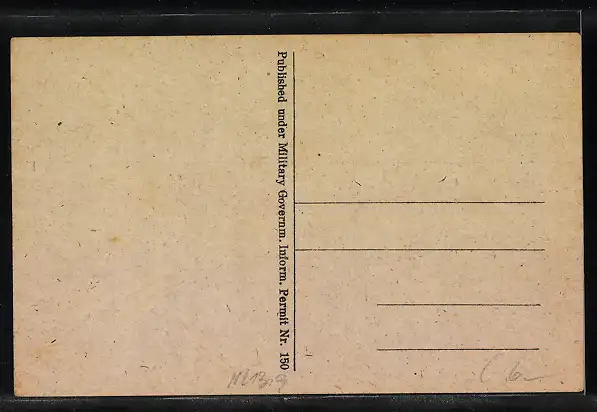 Published under Military Governm. Inform. Permit Nr. 150